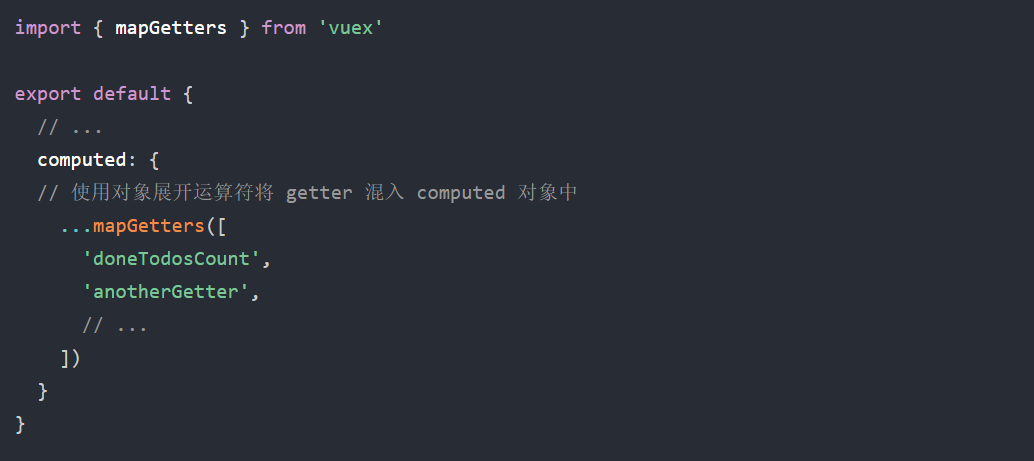 import { mapGetters } from 'vuex'
export default {
// ...
computed: {
// 使用对象展开运算符将 getter 混入 computed 对象中
...mapGetters([
'doneTodosCount',
'anotherGetter',
// ...
])
}
}